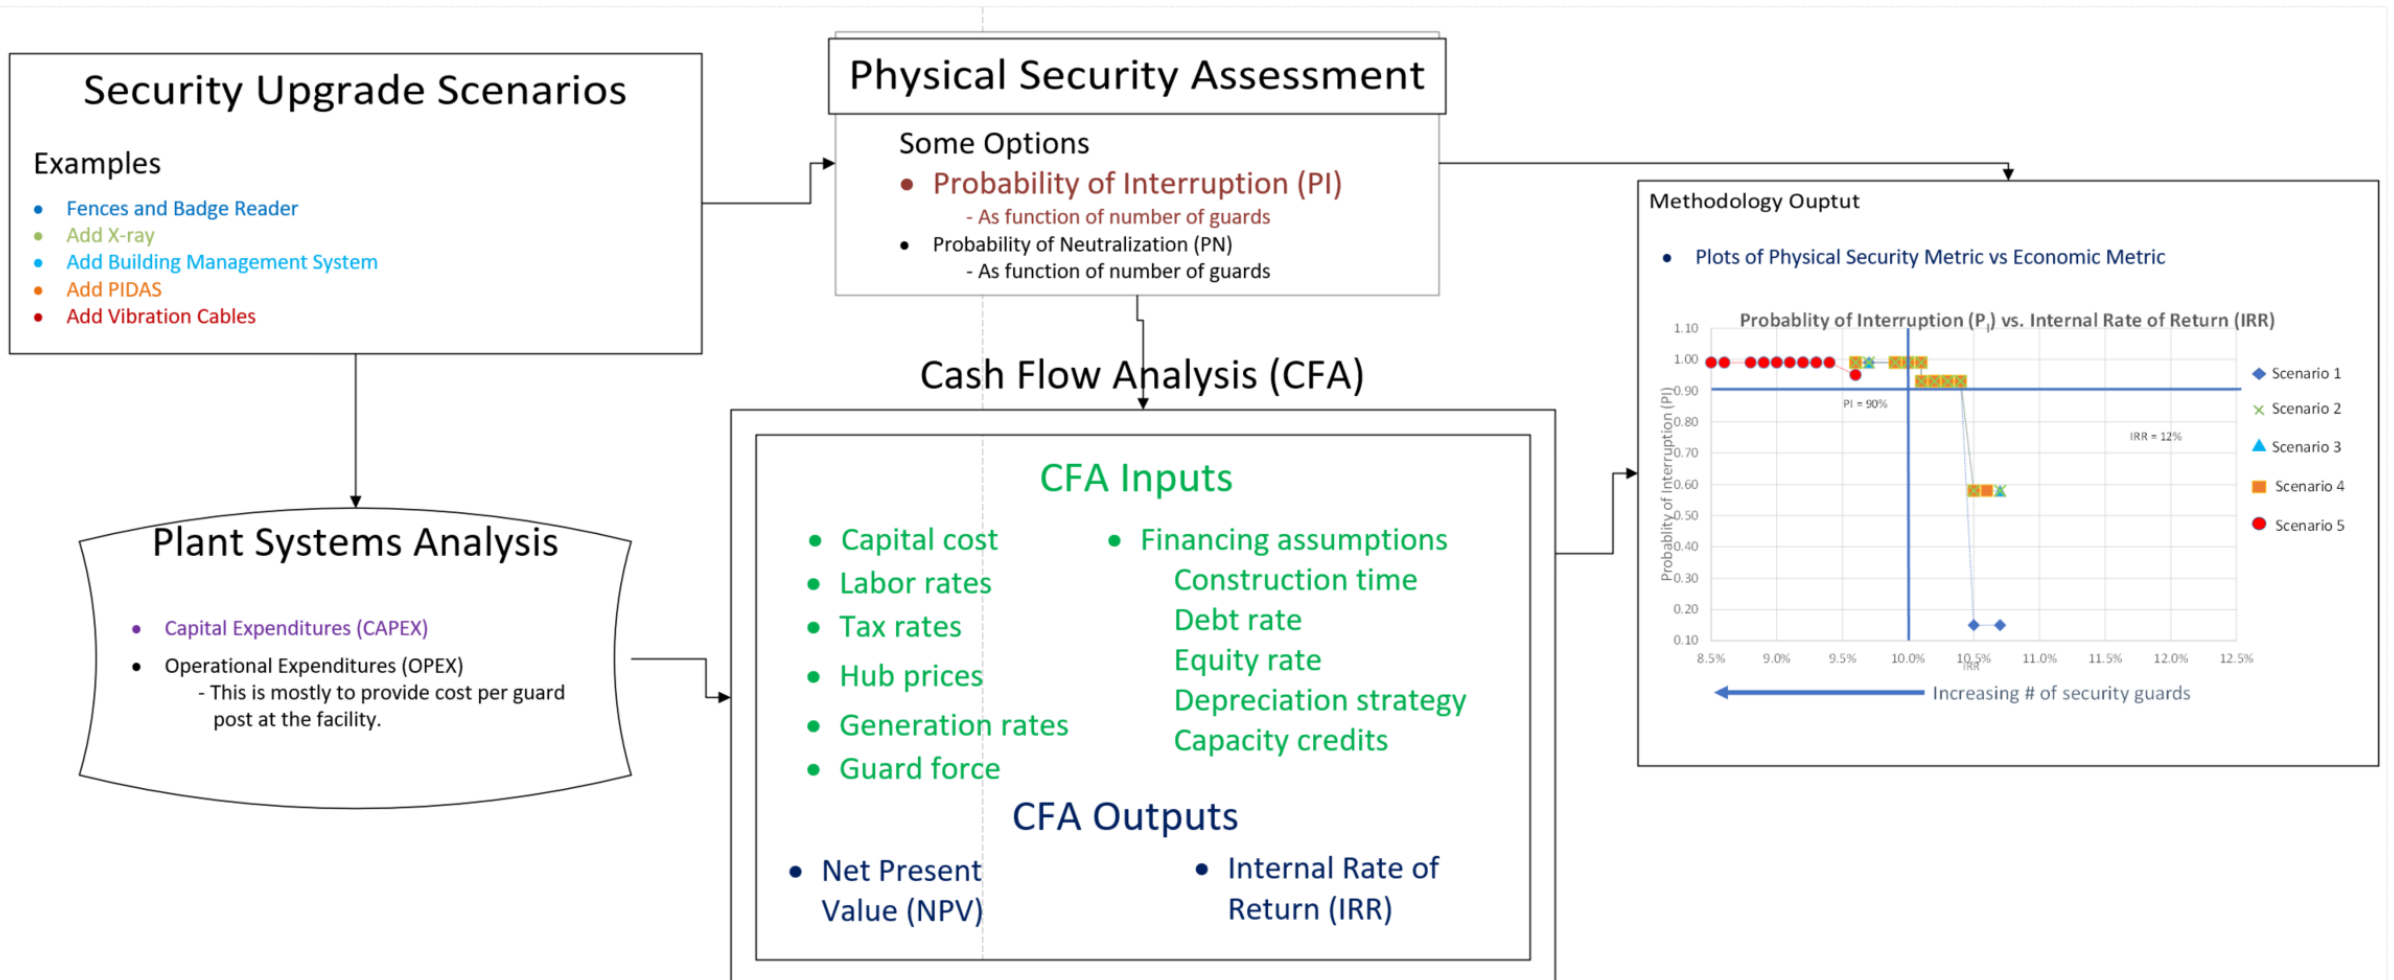 Security Upgrade Scenarios
Examples
• Fences and Badge Reader
• Add X-ray
• Add Building Management System
• Add PIDAS
• Add Vibration Cables
Physical Security Assessment
Some Options
• Probability of Interruption (PI)
- As function of number of guards
• Probability of Neutralization (PN)
- As function of number of guards
Plant Systems Analysis
• Capital Expenditures (CAPEX)
• Operational Expenditures (OPEX)
- This is mostly to provide cost per guard
post at the facility.
Cash Flow Analysis (CFA)
CFA Inputs
• Capital cost
• Labor rates
• Tax rates
• Hub prices
• Generation rates
• Guard force
• Financing assumptions
Construction time
Debt rate
Equity rate
Depreciation strategy
Capacity credits
CFA Outputs
• Net Present
Value (NPV)
• Internal Rate of
Return (IRR)
Methodology Ouptut
• Plots of Physical Security Metric vs Economic Metric
Probablity of Interruption (PI) vs. Internal Rate of Return (IRR)
Probablity of Interruption (PI)
1.10
1.00
0.90
0.80
0.70
0.60
0.50
0.40
0.30
0.20
0.10
PI = 90%
IRR = 12%
8.5% 9.0% 9.5% 10.0% 10.5% 11.0% 11.5% 12.0% 12.5%
IRR
Scenario 1
Scenario 2
Scenario 3
Scenario 4
Scenario 5
Increasing # of security guards